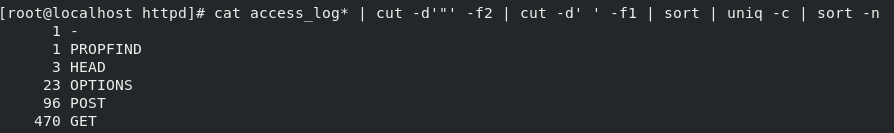 [root@localhost httpd]# cat access_log* | cut -d'"' -f2 | cut -d' ' -f1 | sort | uniq -c | sort -n
1 -
1 PROPFIND
3 HEAD
23 OPTIONS
96 POST
470 GET